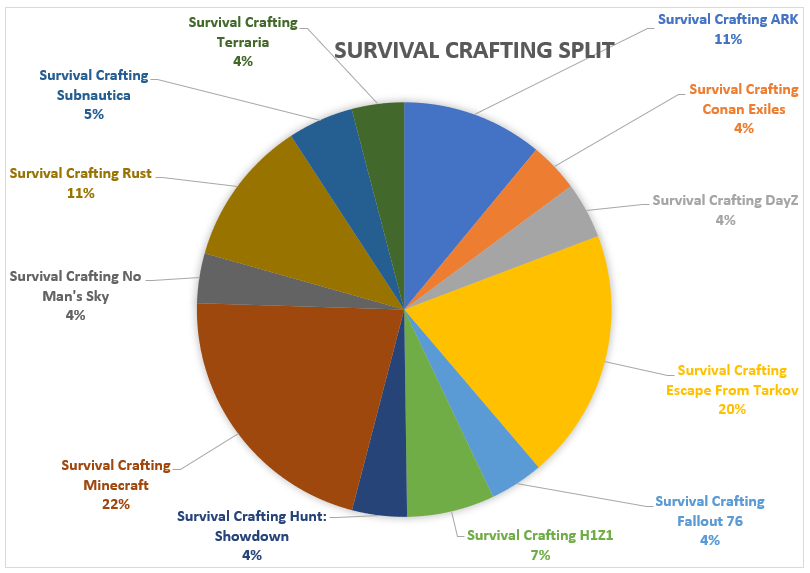 SURVIVAL CRAFTING SPLIT
Survival Crafting ARK
11%
Survival Crafting
Conan Exiles
4%
Survival Crafting DayZ
4%
Survival Crafting
Escape From Tarkov
20%
Survival Crafting
Fallout 76
4%
Survival Crafting H1Z1
7%
Survival Crafting Hunt:
Showdown
4%
Survival Crafting
Minecraft
22%
Survival Crafting No
Man's Sky
4%
Survival Crafting Rust
11%
Survival Crafting
Subnautica
5%
Survival Crafting
Terraria
4%